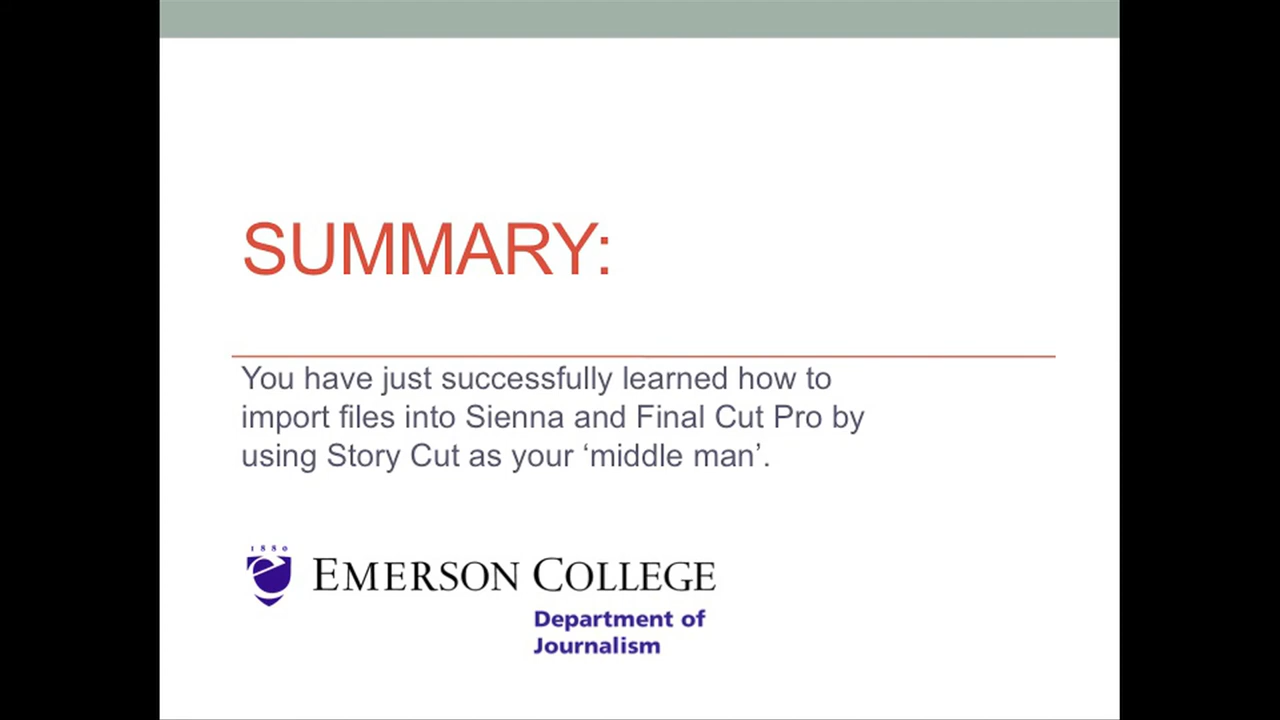 SUMMARY:
You have just successfully learned how to
import files into Sienna and Final Cut Pro by
using Story Cut as your ‘middle man’.
1880
e
EMERSON COLLEGE
Department of
Journalism